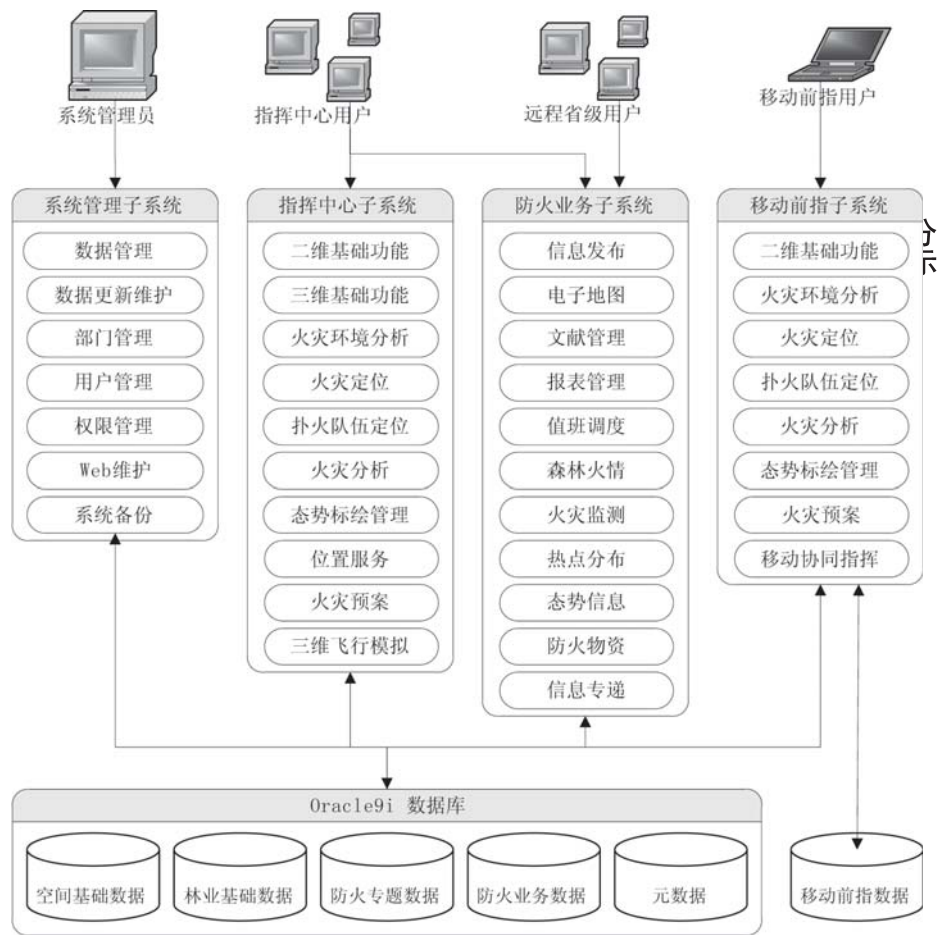 系统管理员
指挥中心用户
远程省级用户
移动前指用户
系统管理子系统
数据管理
数据更新维护
部门管理
用户管理
权限管理
Web维护
系统备份
指挥中心子系统
二维基础功能
三维基础功能
火灾环境分析
火灾定位
扑火队伍定位
火灾分析
态势标绘管理
位置服务
火灾预案
三维飞行模拟
防火业务子系统
信息发布
电子地图
文献管理
报表管理
值班调度
森林火情
火灾监测
热点分布
态势信息
防火物资
信息专递
移动前指子系统
二维基础功能
火灾环境分析
火灾定位
扑火队伍定位
火灾分析
态势标绘管理
火灾预案
移动协同指挥
Oracle9i 数据库
空间基础数据
林业基础数据
防火专题数据
防火业务数据
元数据
移动前指数据